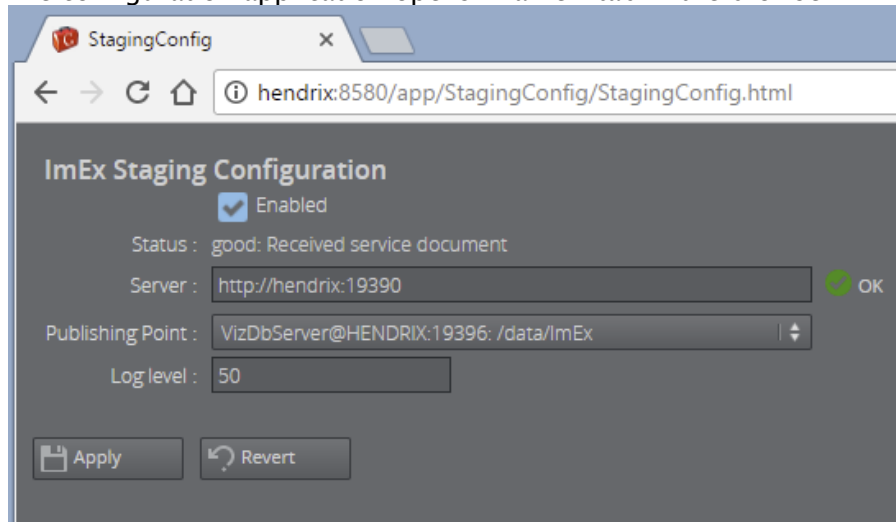 StagingConfig
hendrix:8580/app/StagingConfig/StagingConfig.html
ImEx Staging Configuration
Enabled
Status : good: Received service document
Server : http://hendrix:19390 OK
Publishing Point : VizDbServer@HENDRIX:19396: /data/ImEx
Log level : 50
Apply Revert